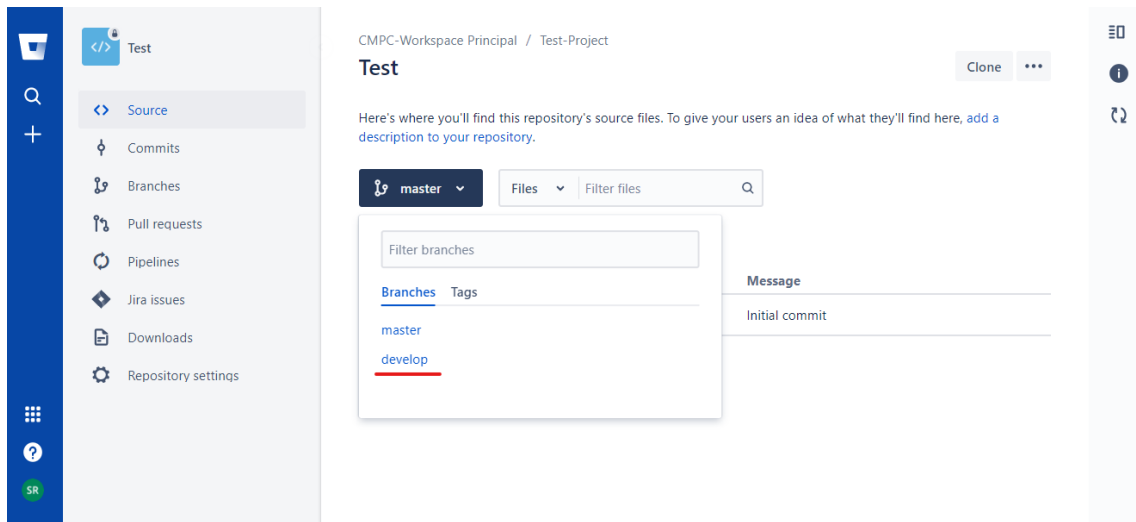 Test
Source
Commits
Branches
Pull requests
Pipelines
Jira issues
Downloads
Repository settings
SR
CMPC-Workspace Principal / Test-Project
Test
Clone
Here's where you'll find this repository's source files. To give your users an idea of what they'll find here, add a
description to your repository.
master
Files Filter files
Filter branches
Branches Tags
master
develop
Message
Initial commit